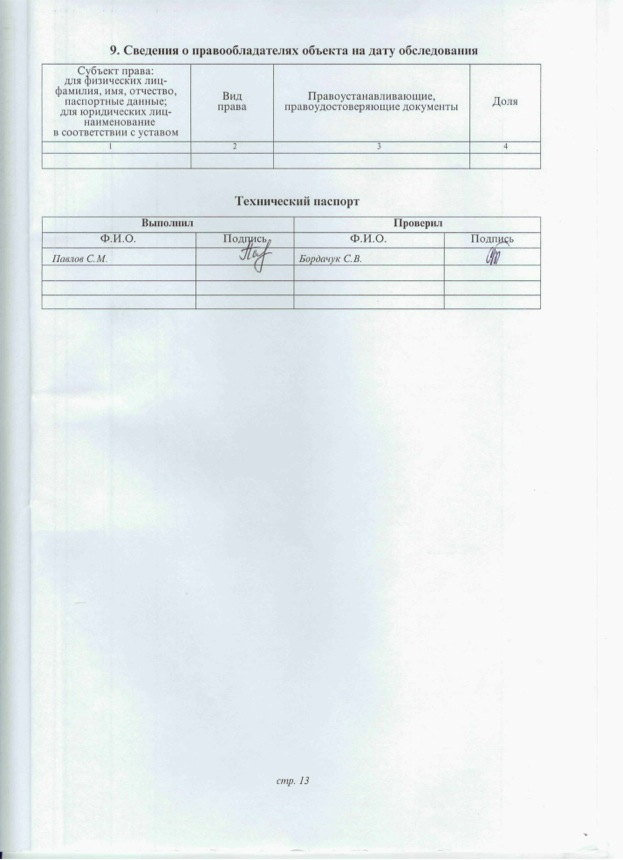 9. Сведения о правообладателях объекта на дату обследования
Субъект права:
для физических лиц-
фамилия, имя, отчество,
паспортные данные;
для юридических лиц-
наименование
в соответствии с уставом
Вид
права
Правоустанавливающие,
правоудостоверяющие документы
Доля
1 2 3 4
Технический паспорт
Выполнил Проверил
Ф.И.О. Подпись Ф.И.О. Подпись
Павлов С.М. Бордачук С.В.
стр. 13